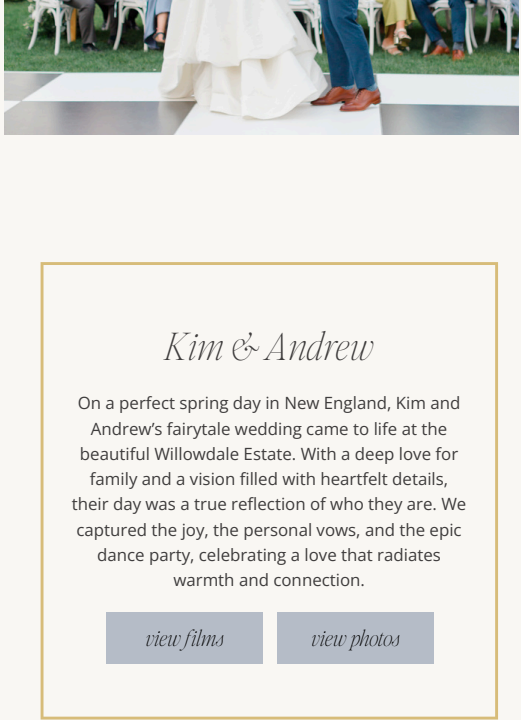 Kim & Andrew
On a perfect spring day in New England, Kim and
Andrew’s fairytale wedding came to life at the
beautiful Willowdale Estate. With a deep love for
family and a vision filled with heartfelt details,
their day was a true reflection of who they are. We
captured the joy, the personal vows, and the epic
dance party, celebrating a love that radiates
warmth and connection.
view films
view photos